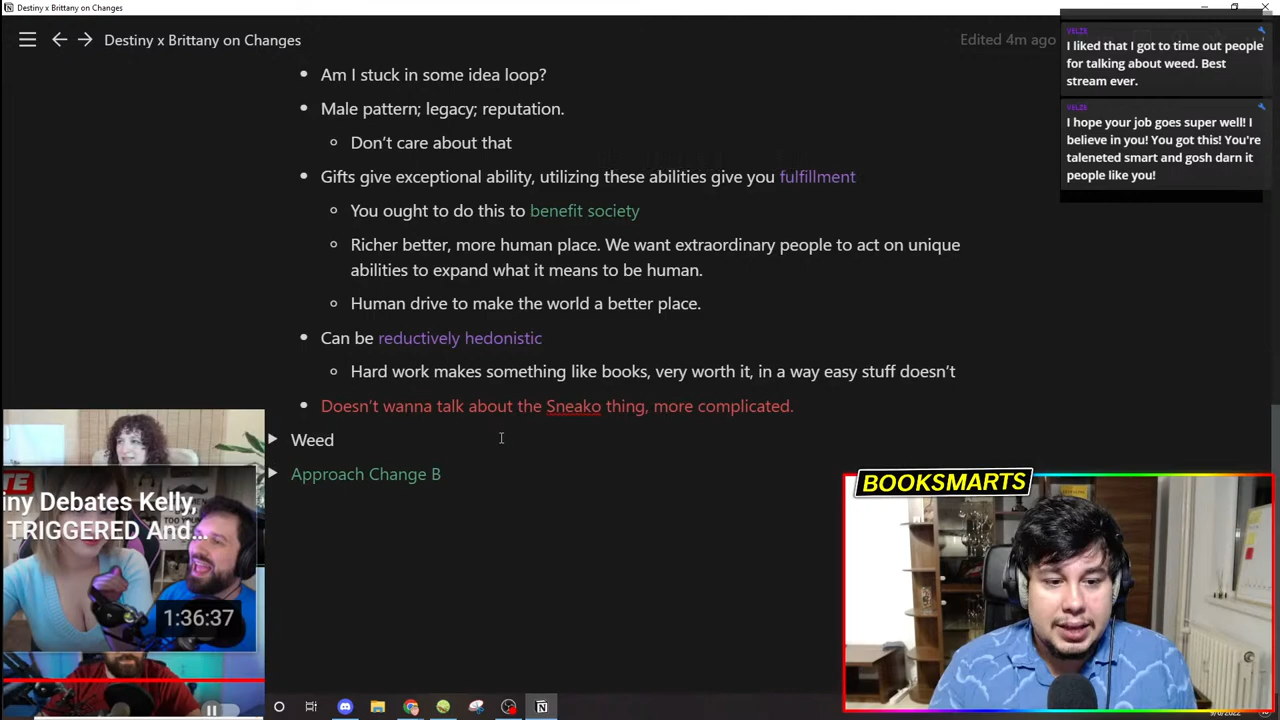 Destiny x Brittany on Changes
Destiny x Brittany on Changes
Edited 4m ago
Am I stuck in some idea loop?
Male pattern; legacy; reputation.
Don’t care about that
Gifts give exceptional ability, utilizing these abilities give you fulfillment
You ought to do this to benefit society
Richer better, more human place. We want extraordinary people to act on unique
abilities to expand what it means to be human.
Human drive to make the world a better place.
Can be reductively hedonistic
Hard work makes something like books, very worth it, in a way easy stuff doesn’t
Doesn’t wanna talk about the Sneako thing, more complicated.
Weed
Approach Change B
VELZE
I liked that I got to time out people
for talking about weed. Best
stream ever.
VELZE
I hope your job goes super well! I
believe in you! You got this! You're
taleneted smart and gosh darn it
people like you!
iny Debates Kelly,
TRIGGERED And...
1:36:37
BOOKSMARTS